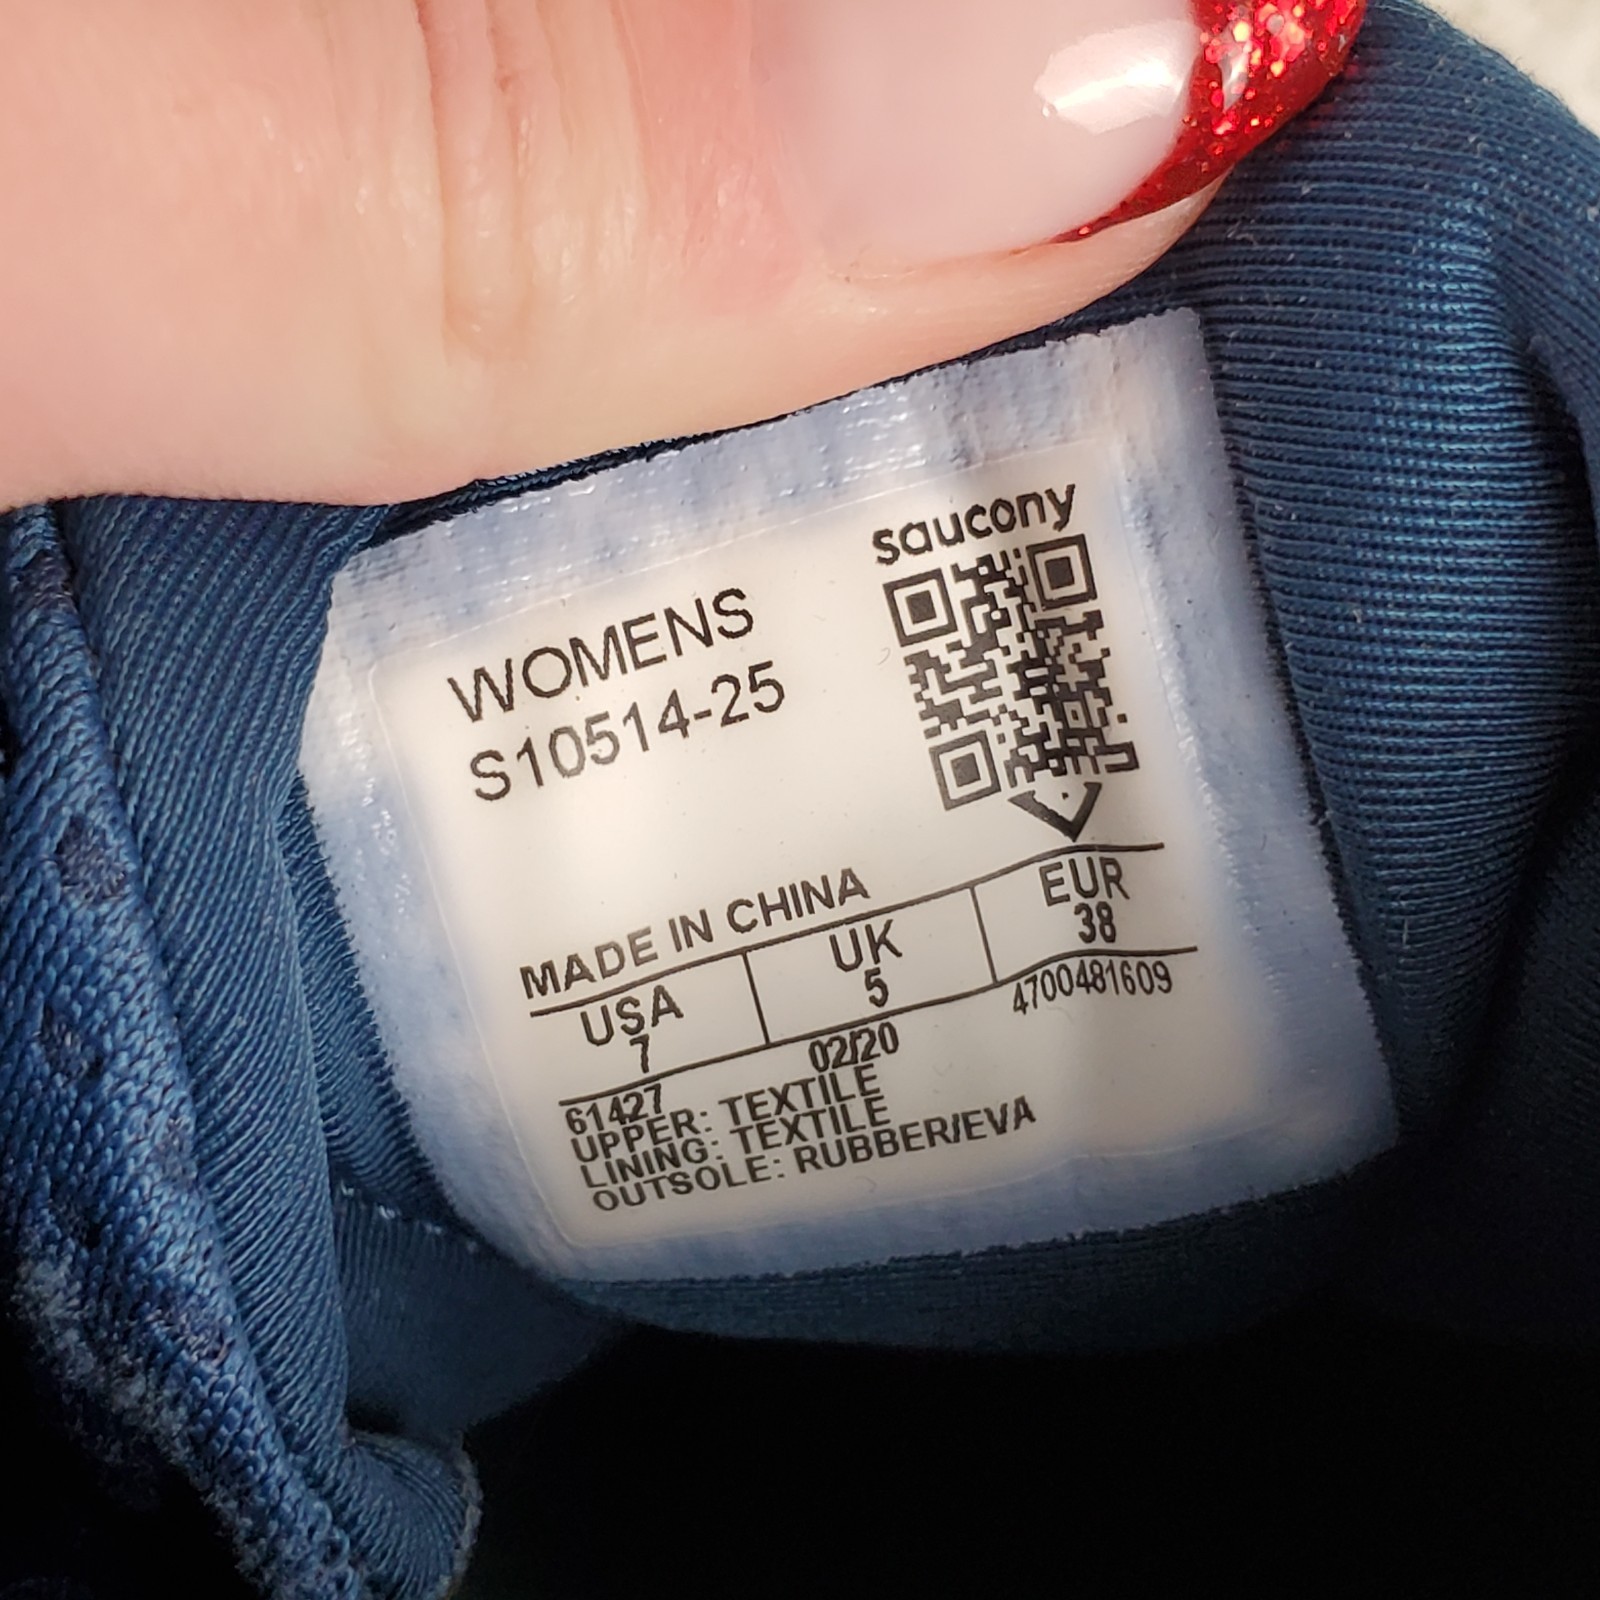 saucony
WOMENS
S10514-25
MADE IN CHINA
USA UK EUR
7 5 38
61427 02/20 4700481609
UPPER: TEXTILE
LINING: TEXTILE
OUTSOLE: RUBBER/EVA